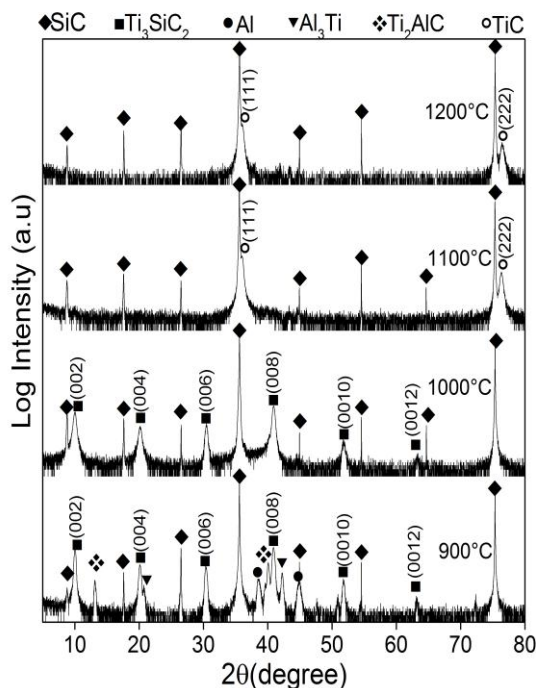 ◆SiC ■Ti₃SiC₂ ●Al ▼Al₃Ti ❖Ti₂AlC ○TiC
Log Intensity (a.u)
(111) 1200°C (222)
(111) 1100°C (222)
(002) (004) (006) (008) (0010) (0012) 1000°C
(002) (004) (006) (008) (0010) (0012) 900°C
10 20 30 40 50 60 70 80
2θ(degree)